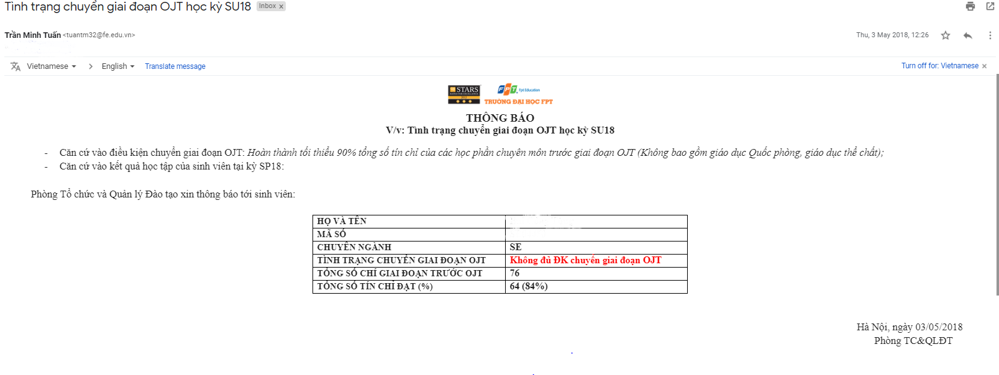 Tình trạng chuyển giai đoạn OJT học kỳ SU18 Inbox x
Trần Minh Tuấn <tuantm32@fe.edu.vn> Thu, 3 May 2018, 12:26
Vietnamese > English Translate message Turn off for: Vietnamese x
STARS
FPT. Fpt Education
TRƯỜNG ĐẠI HỌC FPT
THÔNG BÁO
V/v: Tình trạng chuyển giai đoạn OJT học kỳ SU18
- Căn cứ vào điều kiện chuyển giai đoạn OJT: Hoàn thành tối thiểu 90% tổng số tín chỉ của các học phần chuyên môn trước giai đoạn OJT (Không bao gồm giáo dục Quốc phòng, giáo dục thể chất);
- Căn cứ vào kết quả học tập của sinh viên tại kỳ SP18:
Phòng Tổ chức và Quản lý Đào tạo xin thông báo tới sinh viên:
HỌ VÀ TÊN
MÃ SỐ
CHUYÊN NGÀNH SE
TÌNH TRẠNG CHUYỂN GIAI ĐOẠN OJT Không đủ ĐK chuyển giai đoạn OJT
TỔNG SỐ CHỈ GIAI ĐOẠN TRƯỚC OJT 76
TỔNG SỐ TÍN CHỈ ĐẠT (%) 64 (84%)
Hà Nội, ngày 03/05/2018
Phòng TC&QLĐT